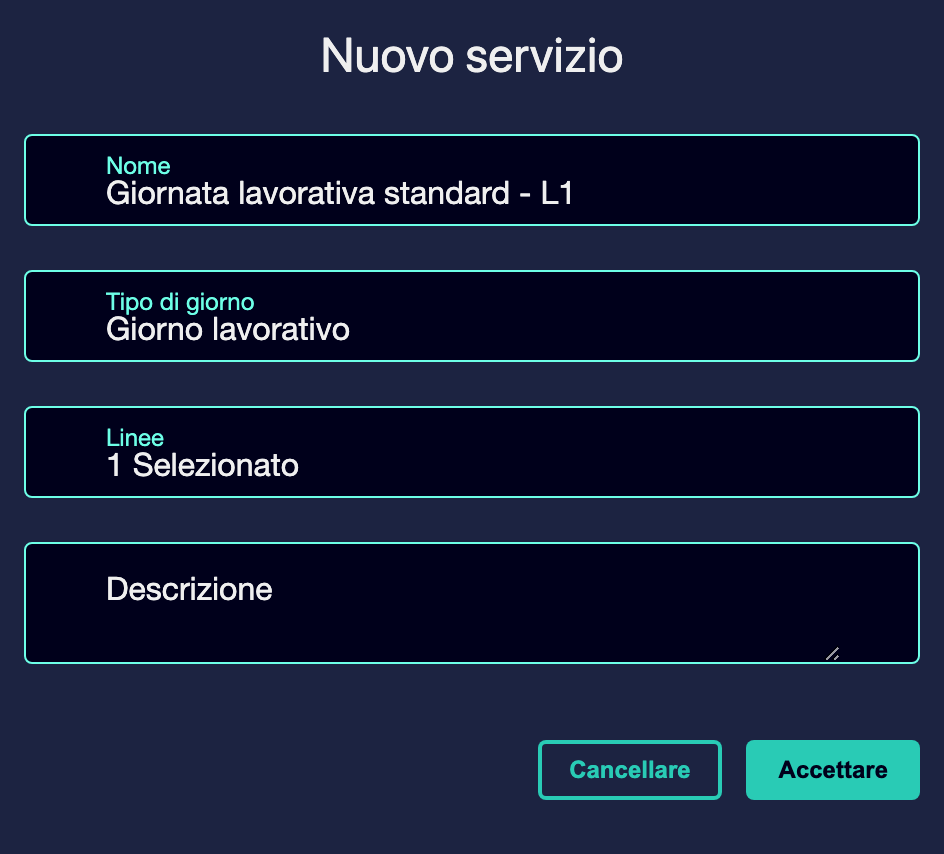 Nuovo servizio
Nome
Giornata lavorativa standard - L1
Tipo di giorno
Giorno lavorativo
Linee
1 Selezionato
Descrizione
Cancellare Accettare